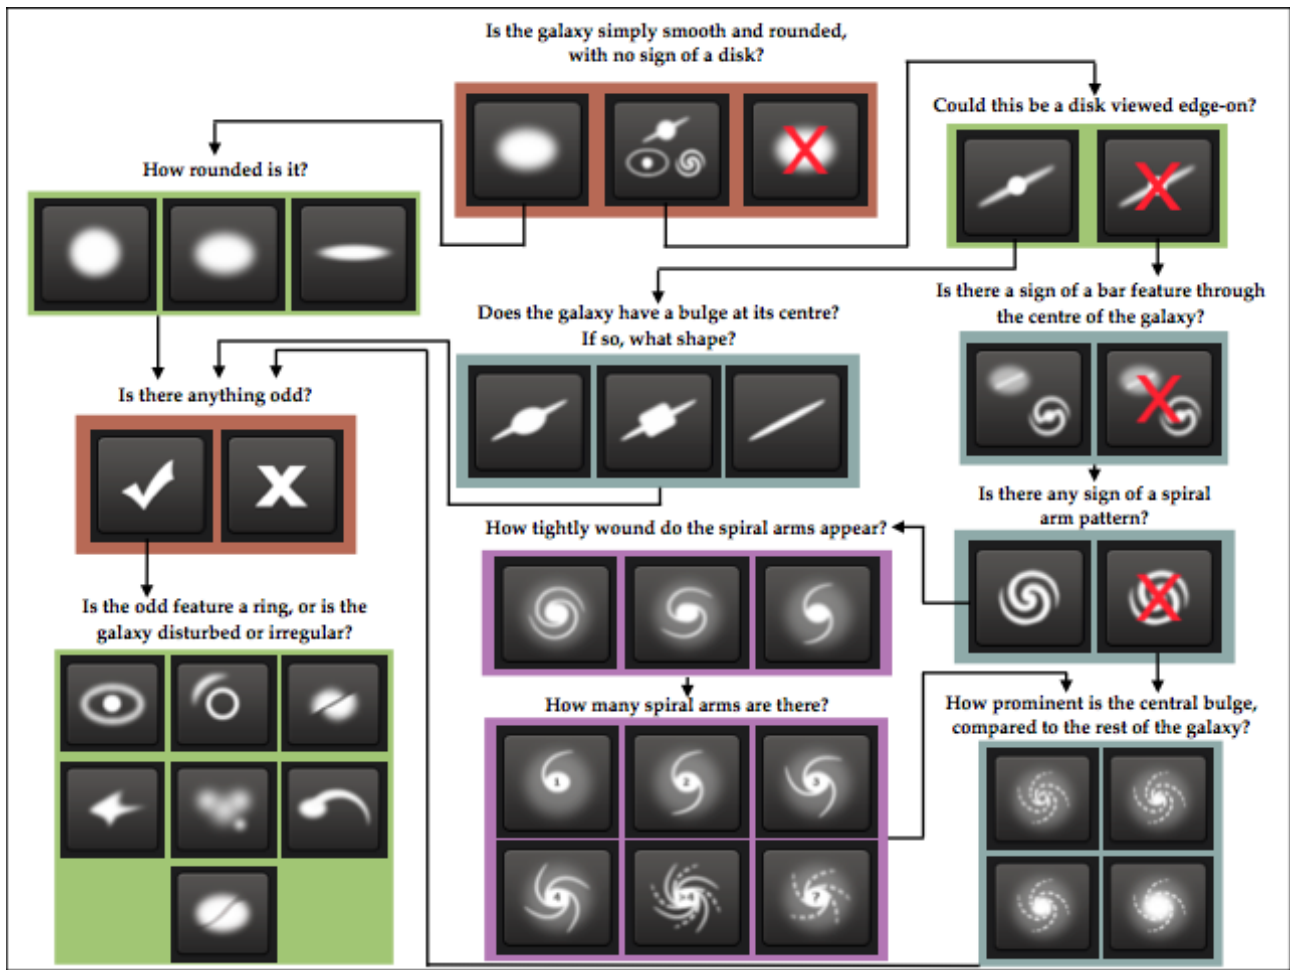 Is the galaxy simply smooth and rounded,
with no sign of a disk?
Could this be a disk viewed edge-on?
How rounded is it?
Is there a sign of a bar feature through
the centre of the galaxy?
Does the galaxy have a bulge at its centre?
If so, what shape?
Is there anything odd?
Is there any sign of a spiral
arm pattern?
How tightly wound do the spiral arms appear?
Is the odd feature a ring, or is the
galaxy disturbed or irregular?
How many spiral arms are there?
How prominent is the central bulge,
compared to the rest of the galaxy?
1
2
3
4
?